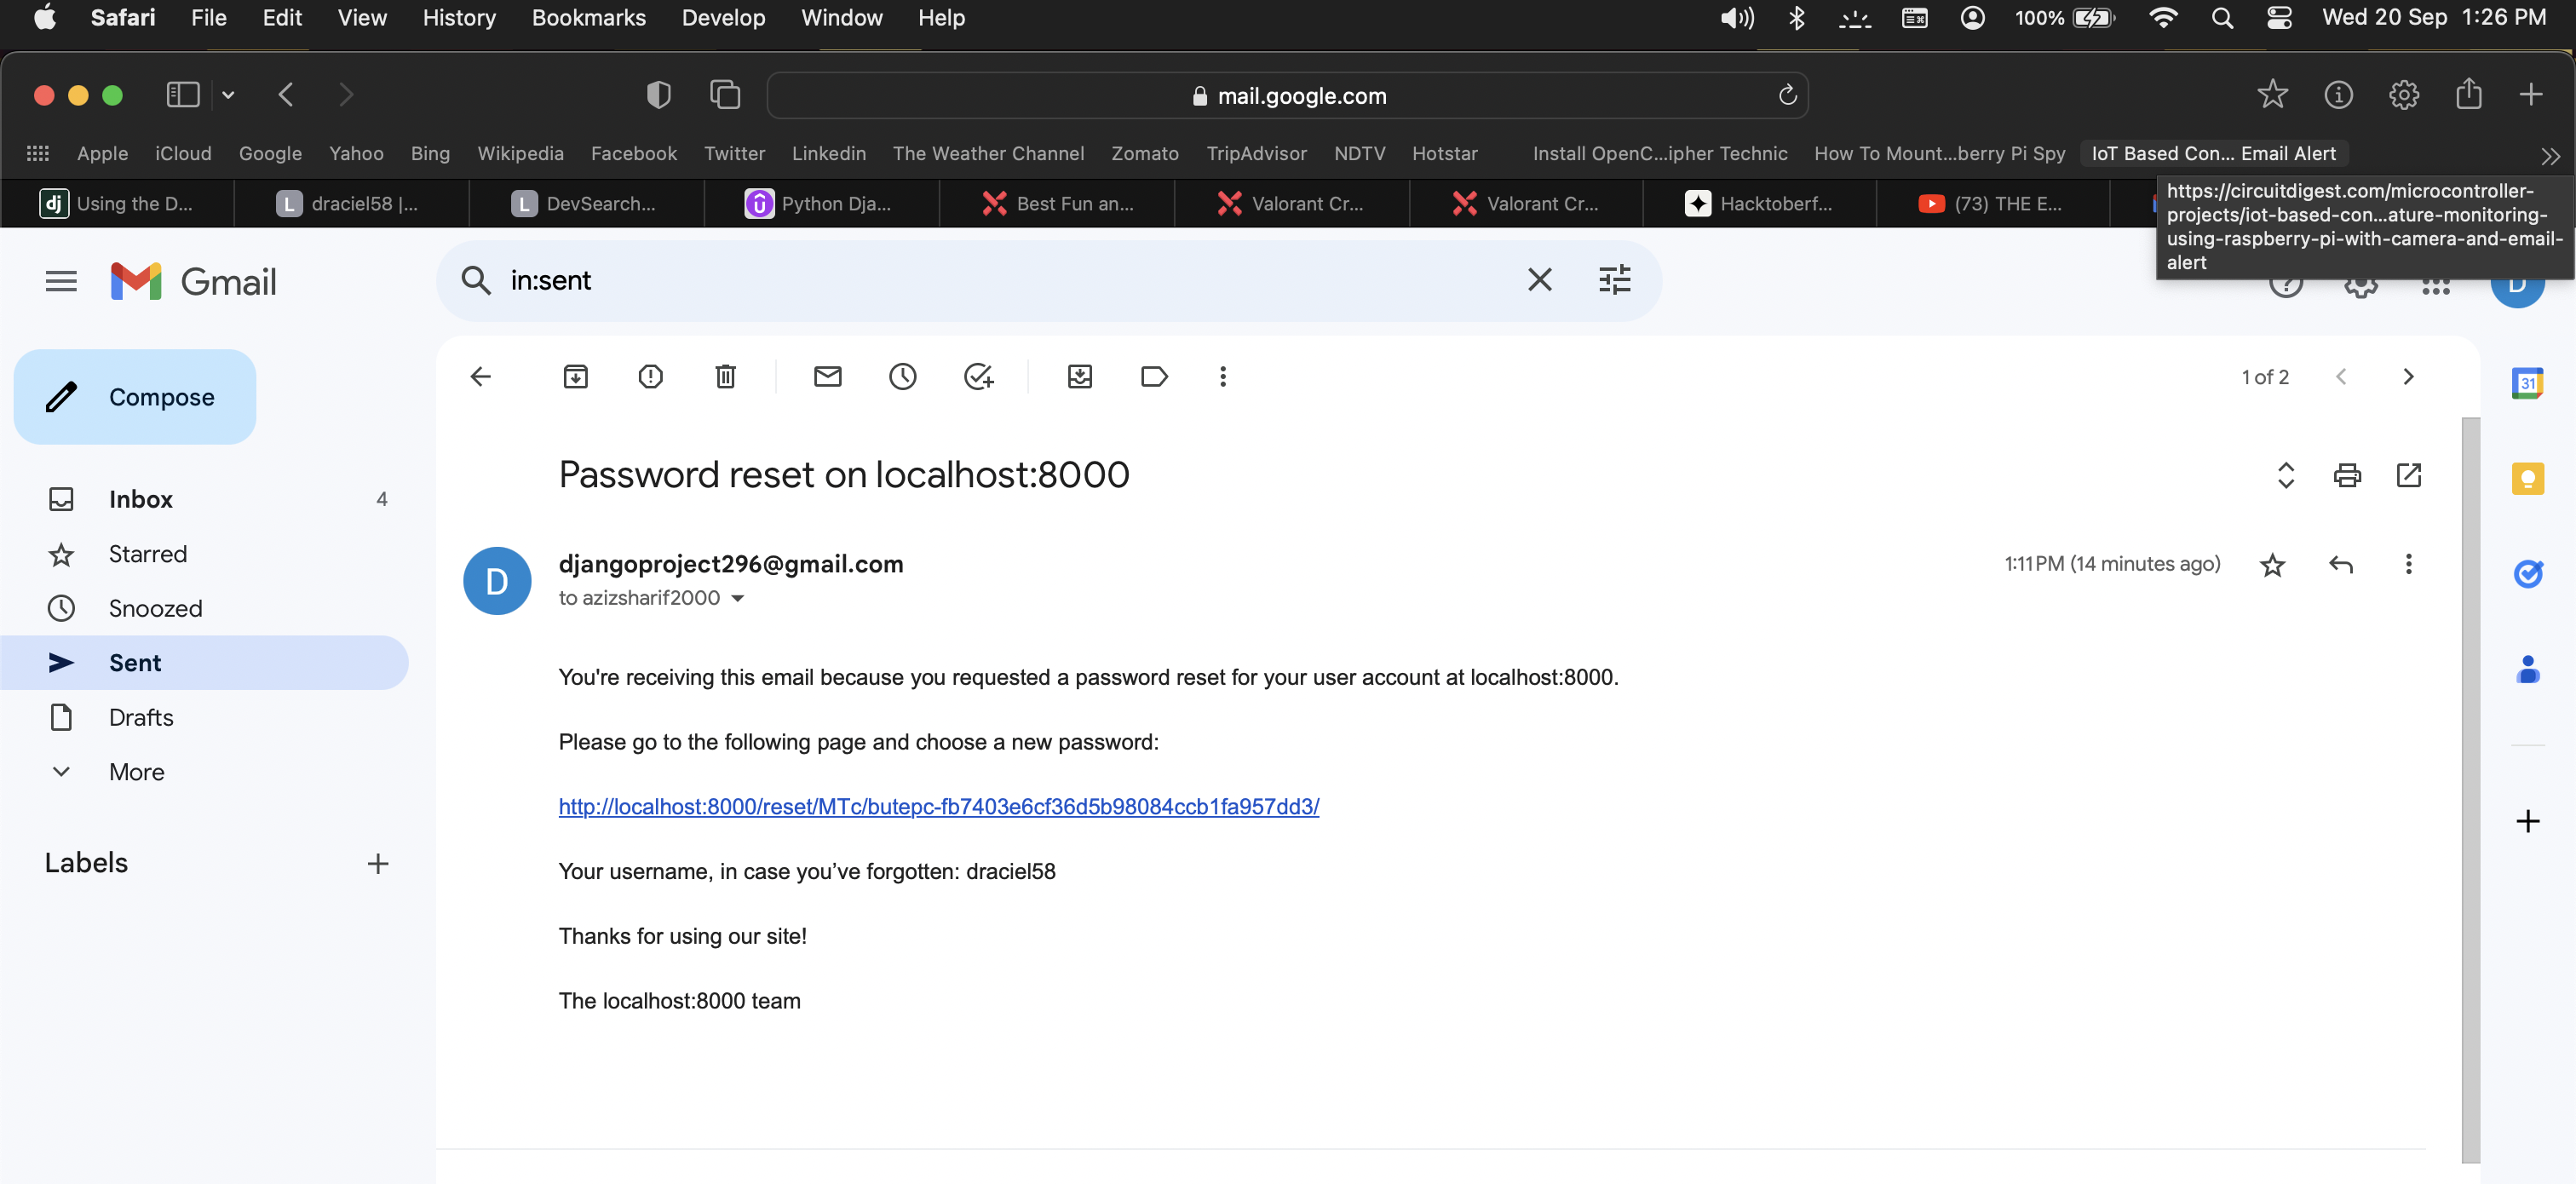 Safari File Edit View History Bookmarks Develop Window Help 100% Wed 20 Sep 1:26 PM
mail.google.com
Apple iCloud Google Yahoo Bing Wikipedia Facebook Twitter Linkedin The Weather Channel Zomato TripAdvisor NDTV Hotstar Install OpenC...ipher Technic How To Mount...berry Pi Spy IoT Based Con... Email Alert
dj Using the D... L draciel58 |... L DevSearch... Python Dja... Best Fun an... Valorant Cr... Valorant Cr... Hacktoberf... (73) THE E...
https://circuitdigest.com/microcontroller-
projects/iot-based-con...ature-monitoring-
using-raspberry-pi-with-camera-and-email-
alert
Gmail
in:sent
D
Compose
1 of 2
31
Password reset on localhost:8000
Inbox 4
Starred
Snoozed
Sent
Drafts
More
Labels
D
djangoproject296@gmail.com
1:11 PM (14 minutes ago)
to azizsharif2000
You're receiving this email because you requested a password reset for your user account at localhost:8000.
Please go to the following page and choose a new password:
http://localhost:8000/reset/MTc/butepc-fb7403e6cf36d5b98084ccb1fa957dd3/
Your username, in case you’ve forgotten: draciel58
Thanks for using our site!
The localhost:8000 team